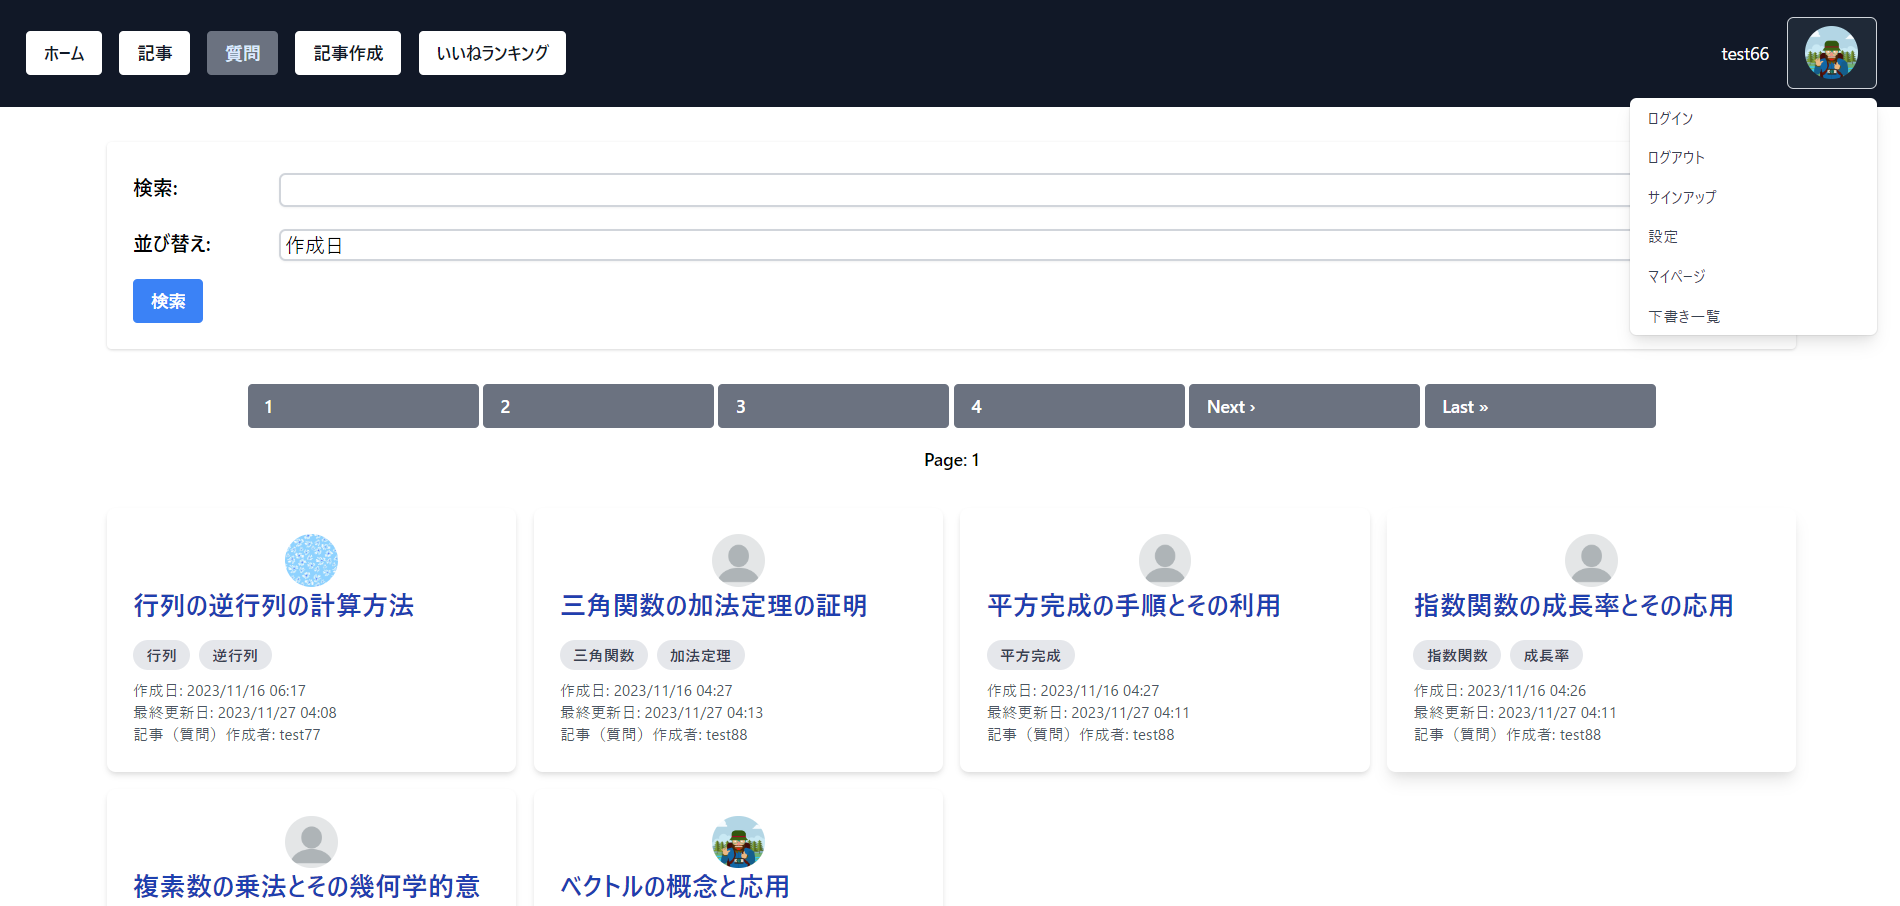 ホーム 記事 質問 記事作成 いいねランキング test66
ログイン
ログアウト
サインアップ
設定
マイページ
下書き一覧
検索:
並び替え: 作成日
検索
1 2 3 4 Next › Last »
Page: 1
行列の逆行列の計算方法
行列 逆行列
作成日: 2023/11/16 06:17
最終更新日: 2023/11/27 04:08
記事（質問）作成者: test77
三角関数の加法定理の証明
三角関数 加法定理
作成日: 2023/11/16 04:27
最終更新日: 2023/11/27 04:13
記事（質問）作成者: test88
平方完成の手順とその利用
平方完成
作成日: 2023/11/16 04:27
最終更新日: 2023/11/27 04:11
記事（質問）作成者: test88
指数関数の成長率とその応用
指数関数 成長率
作成日: 2023/11/16 04:26
最終更新日: 2023/11/27 04:11
記事（質問）作成者: test88
複素数の乗法とその幾何学的意
ベクトルの概念と応用